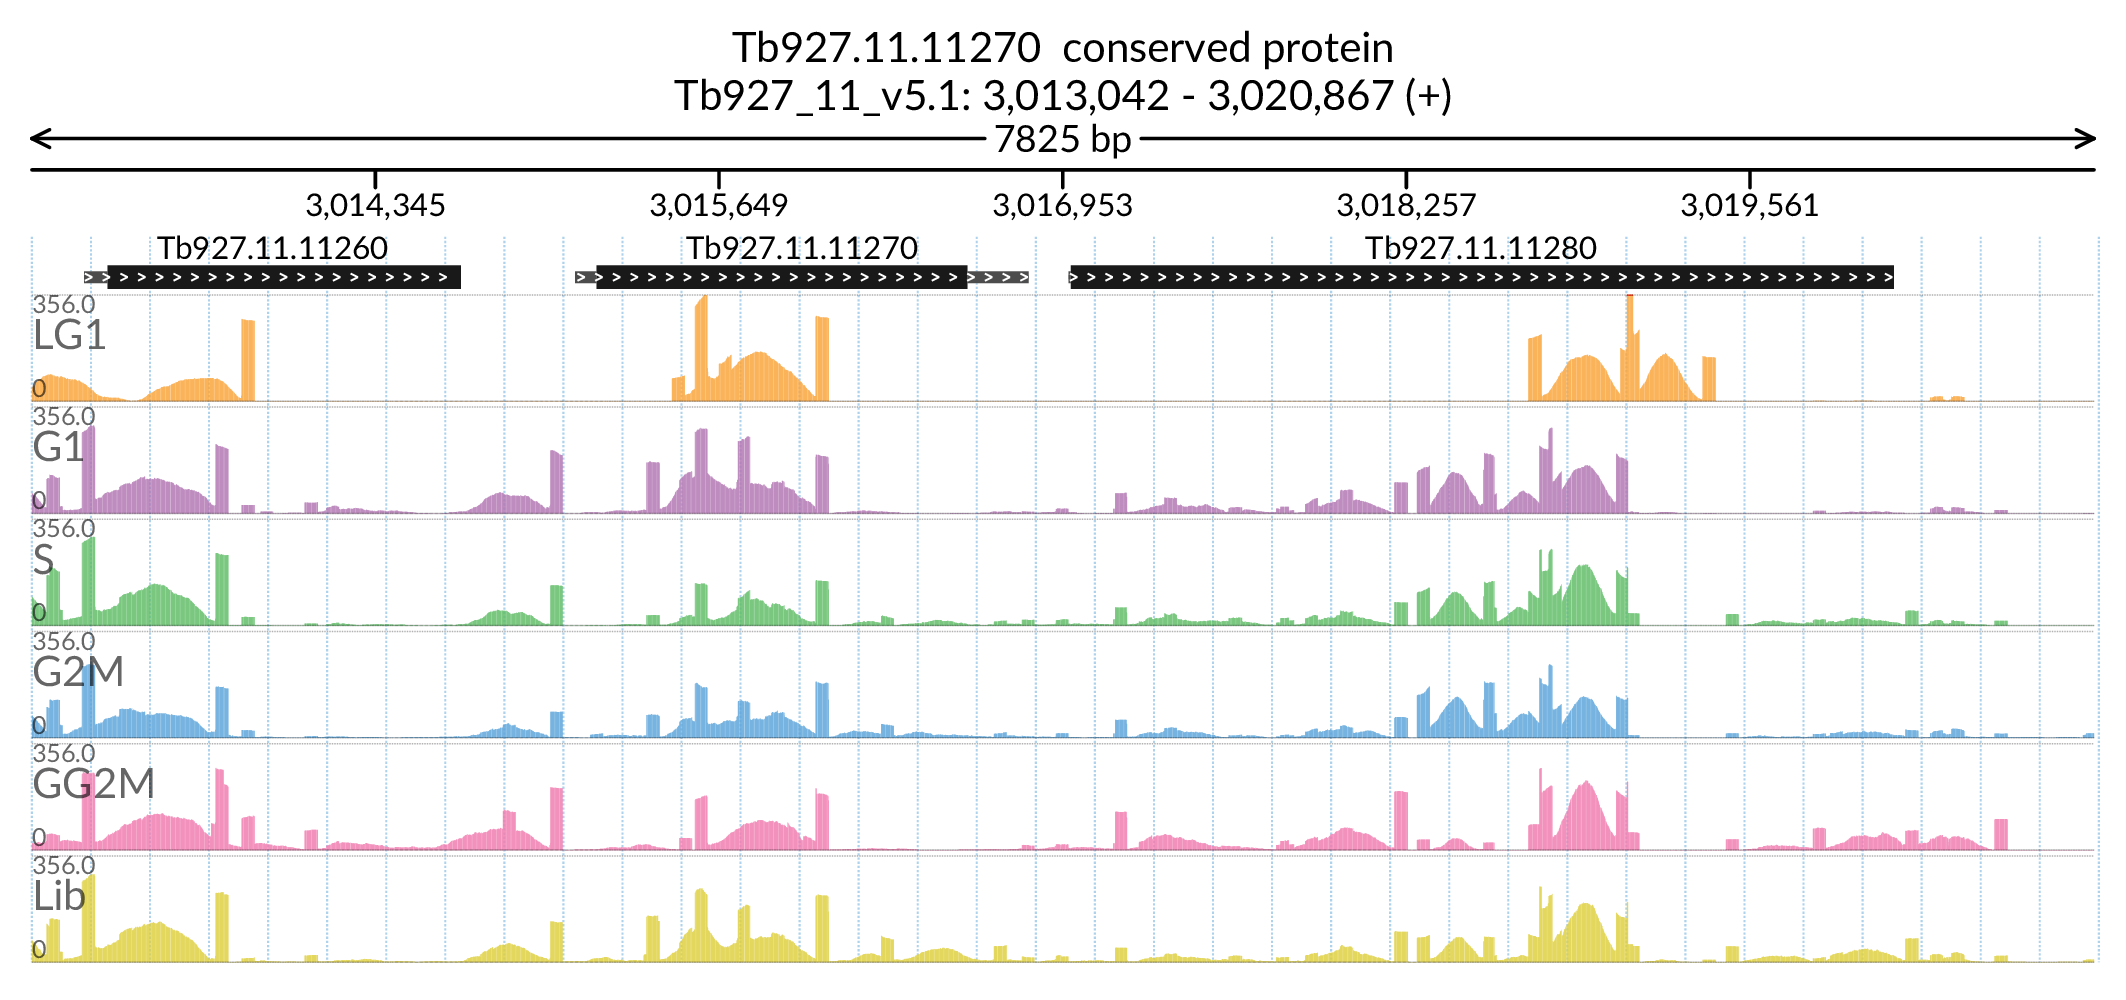 Tb927.11.11270 conserved protein
Tb927_11_v5.1: 3,013,042 - 3,020,867 (+)
7825 bp
3,014,345 3,015,649 3,016,953 3,018,257 3,019,561
Tb927.11.11260 Tb927.11.11270 Tb927.11.11280
356.0
LG1
0
356.0
G1
0
356.0
S
0
356.0
G2M
0
356.0
GG2M
0
356.0
Lib
0